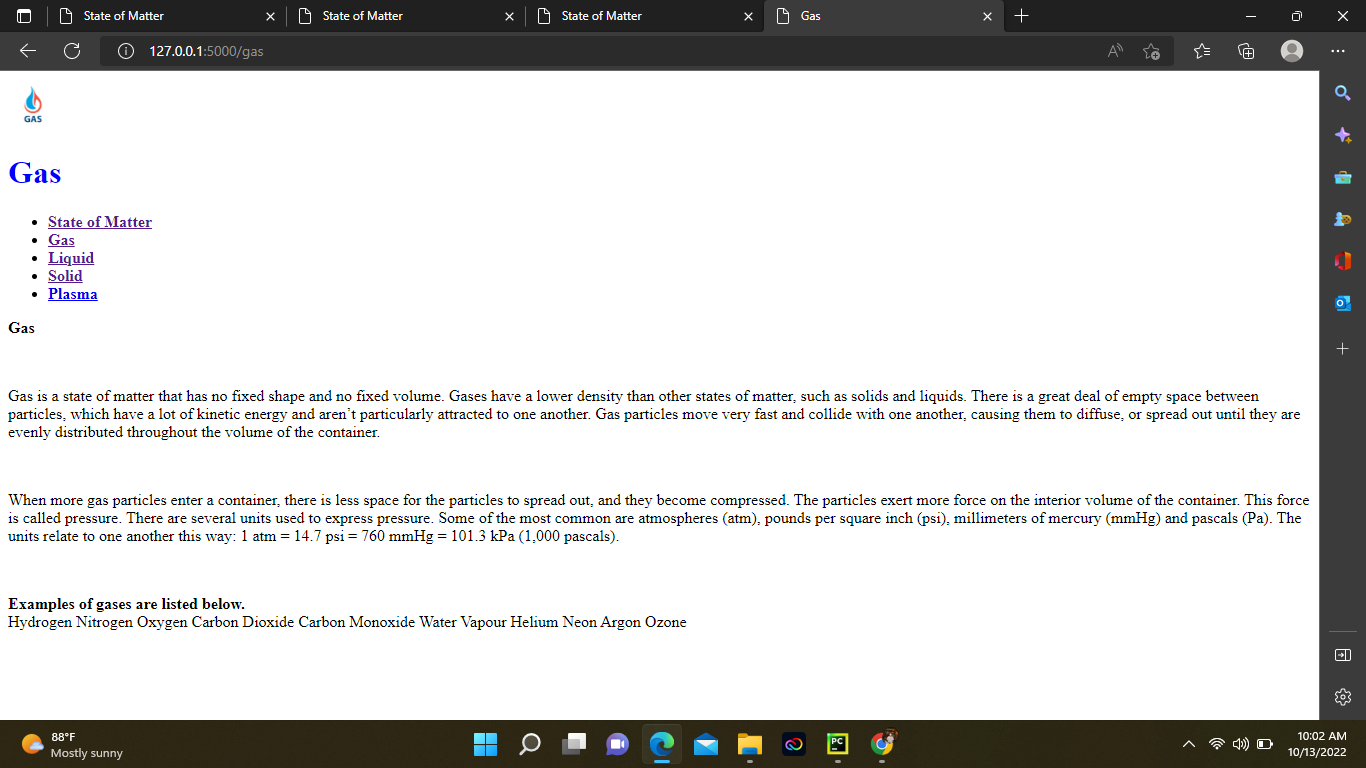 State of Matter
State of Matter
State of Matter
Gas
127.0.0.1:5000/gas
GAS
Gas
State of Matter
Gas
Liquid
Solid
Plasma
Gas
Gas is a state of matter that has no fixed shape and no fixed volume. Gases have a lower density than other states of matter, such as solids and liquids. There is a great deal of empty space between
particles, which have a lot of kinetic energy and aren’t particularly attracted to one another. Gas particles move very fast and collide with one another, causing them to diffuse, or spread out until they are
evenly distributed throughout the volume of the container.
When more gas particles enter a container, there is less space for the particles to spread out, and they become compressed. The particles exert more force on the interior volume of the container. This force
is called pressure. There are several units used to express pressure. Some of the most common are atmospheres (atm), pounds per square inch (psi), millimeters of mercury (mmHg) and pascals (Pa). The
units relate to one another this way: 1 atm = 14.7 psi = 760 mmHg = 101.3 kPa (1,000 pascals).
Examples of gases are listed below.
Hydrogen Nitrogen Oxygen Carbon Dioxide Carbon Monoxide Water Vapour Helium Neon Argon Ozone
88°F
Mostly sunny
PC
10:02 AM
10/13/2022